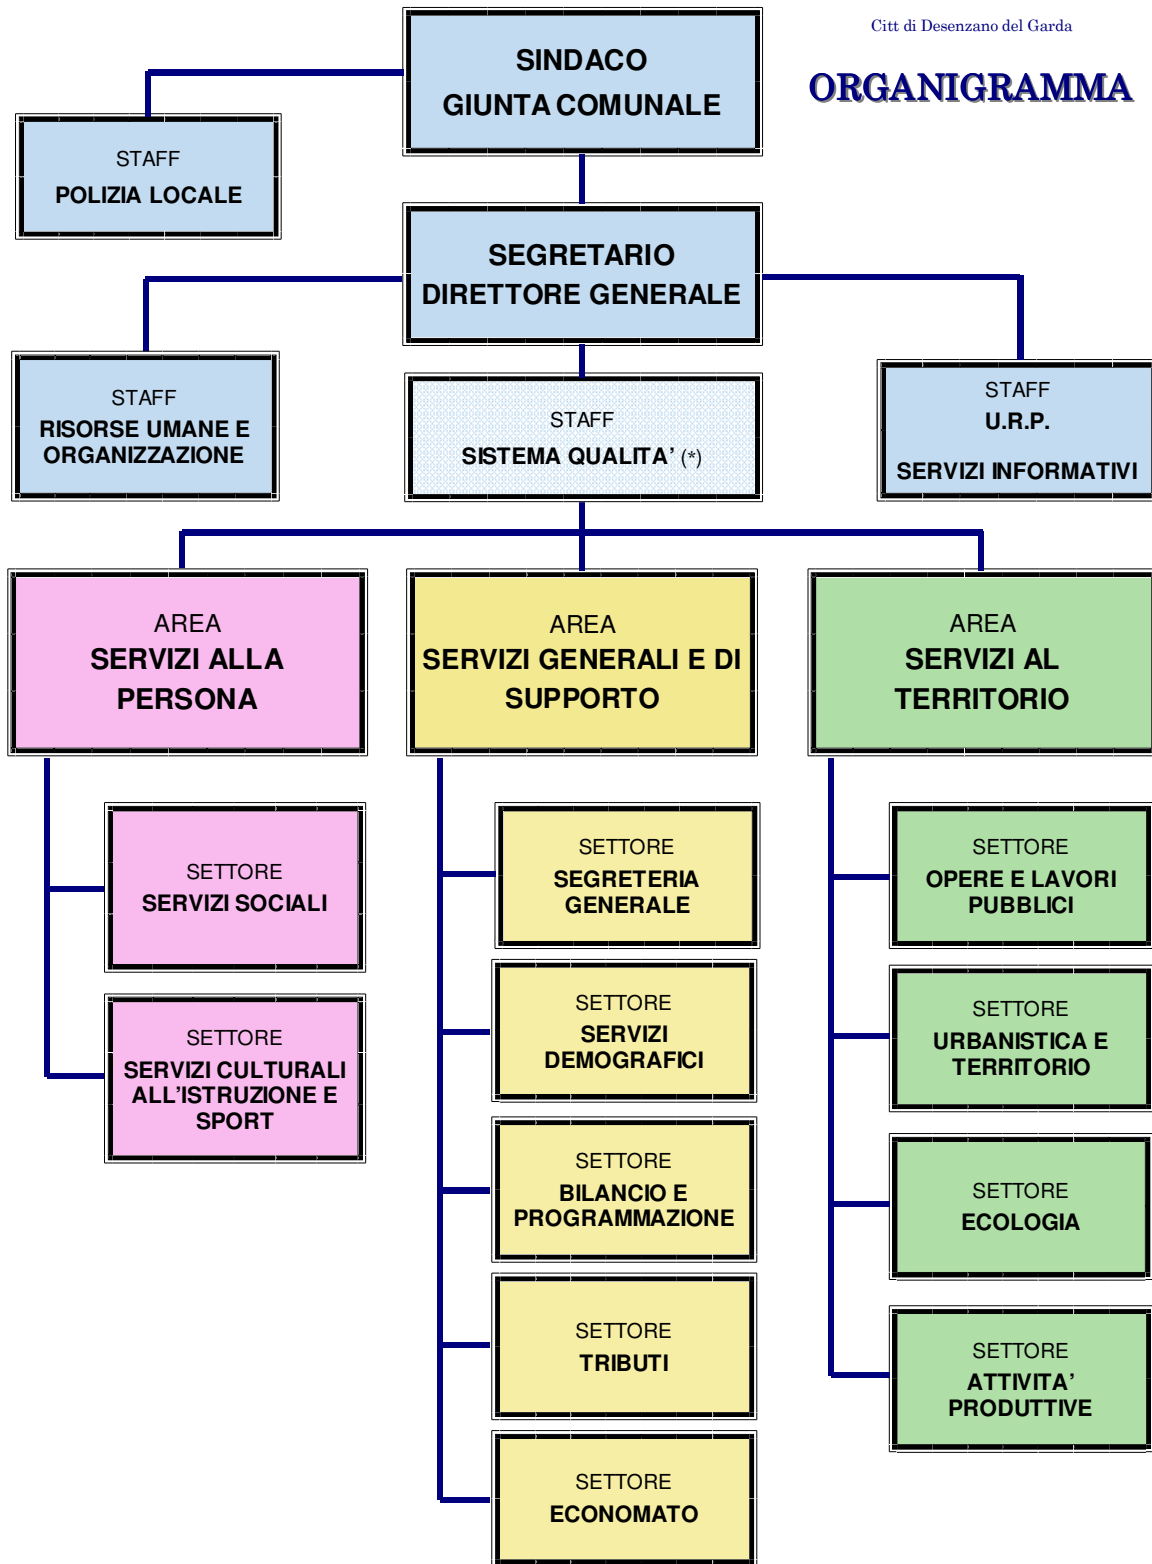 Citt di Desenzano del Garda
ORGANIGRAMMA
SINDACO
GIUNTA COMUNALE
STAFF
POLIZIA LOCALE
SEGRETARIO
DIRETTORE GENERALE
STAFF
RISORSE UMANE E
ORGANIZZAZIONE
STAFF
SISTEMA QUALITA’ (*)
STAFF
U.R.P.
SERVIZI INFORMATIVI
AREA
SERVIZI ALLA
PERSONA
SETTORE
SERVIZI SOCIALI
SETTORE
SERVIZI CULTURALI
ALL’ISTRUZIONE E
SPORT
AREA
SERVIZI GENERALI E DI
SUPPORTO
SETTORE
SEGRETERIA
GENERALE
SETTORE
SERVIZI
DEMOGRAFICI
SETTORE
BILANCIO E
PROGRAMMAZIONE
SETTORE
TRIBUTI
SETTORE
ECONOMATO
AREA
SERVIZI AL
TERRITORIO
SETTORE
OPERE E LAVORI
PUBBLICI
SETTORE
URBANISTICA E
TERRITORIO
SETTORE
ECOLOGIA
SETTORE
ATTIVITA’
PRODUTTIVE